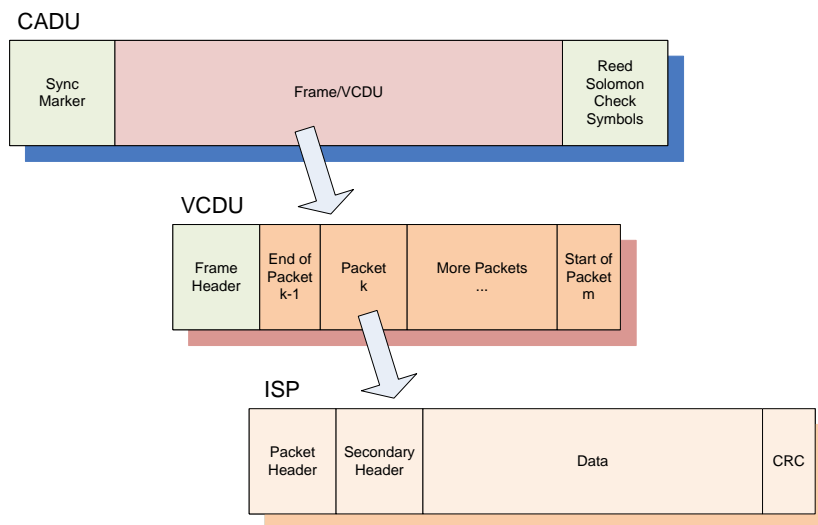 CADU
Sync
Marker
Frame/VCDU
Reed
Solomon
Check
Symbols
VCDU
Frame
Header
End of
Packet
k-1
Packet
k
More Packets
...
Start of
Packet
m
ISP
Packet
Header
Secondary
Header
Data
CRC